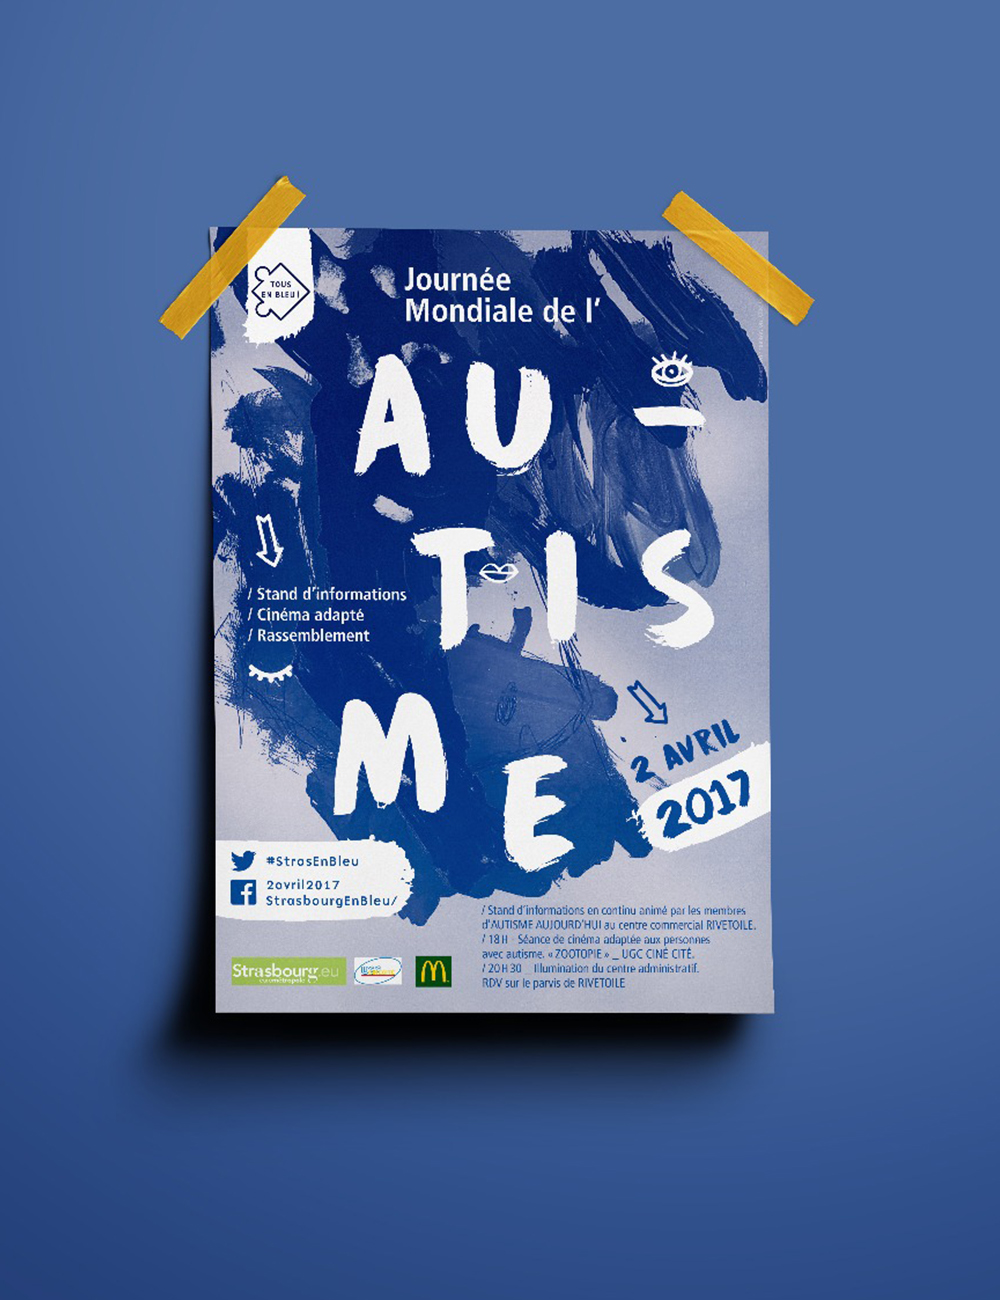 TOUS
EN BLEU !
Journée
Mondiale de l'
AU-
TIS
ME
/ Stand d'informations
/ Cinéma adapté
/ Rassemblement
2 AVRIL
2017
#StrasEnBleu
2avril2017
StrasbourgEnBleu/
/ Stand d'informations en continu animé par les membres
d'AUTISME AUJOURD'HUI au centre commercial RIVETOILE.
/ 18 H - Séance de cinéma adaptée aux personnes
avec autisme. « ZOOTOPIE » _ UGC CINÉ CITÉ.
/ 20 H 30 _ Illumination du centre administratif.
RDV sur le parvis de RIVETOILE
Strasbourg.eu
eurométropole